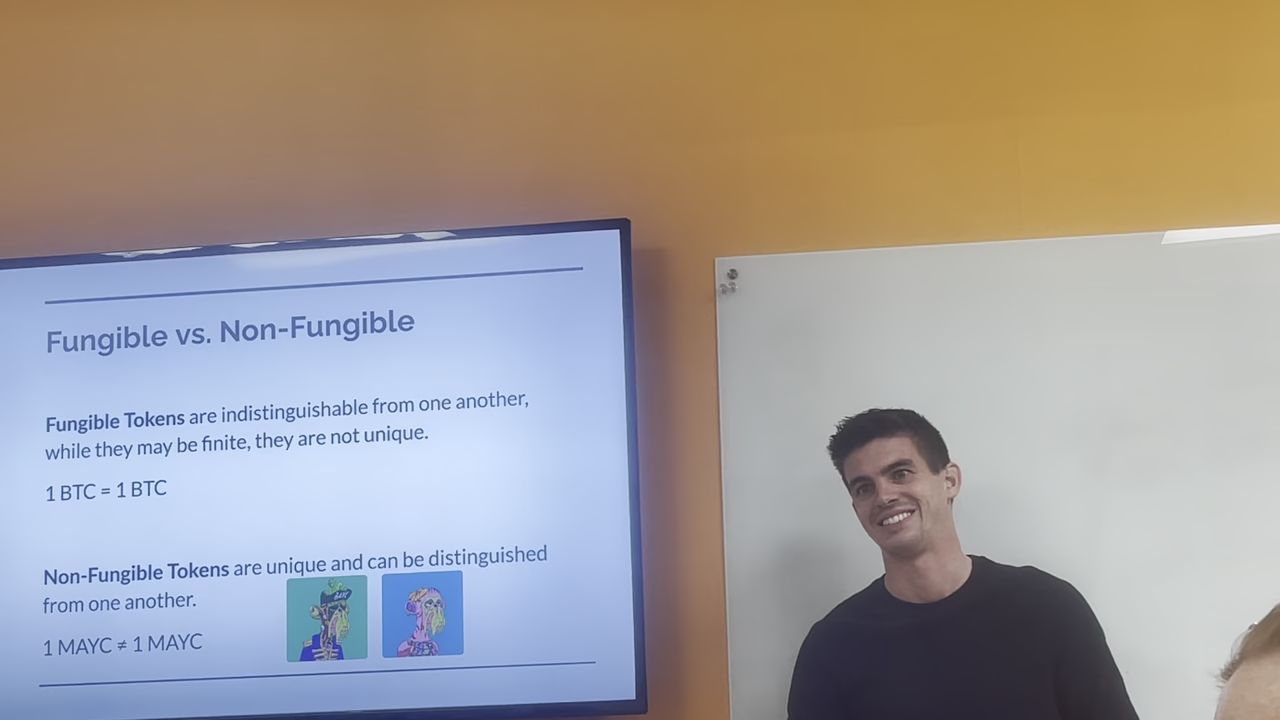 Fungible vs. Non-Fungible
Fungible Tokens are indistinguishable from one another,
while they may be finite, they are not unique.
1 BTC = 1 BTC
Non-Fungible Tokens are unique and can be distinguished
from one another.
1 MAYC ≠ 1 MAYC